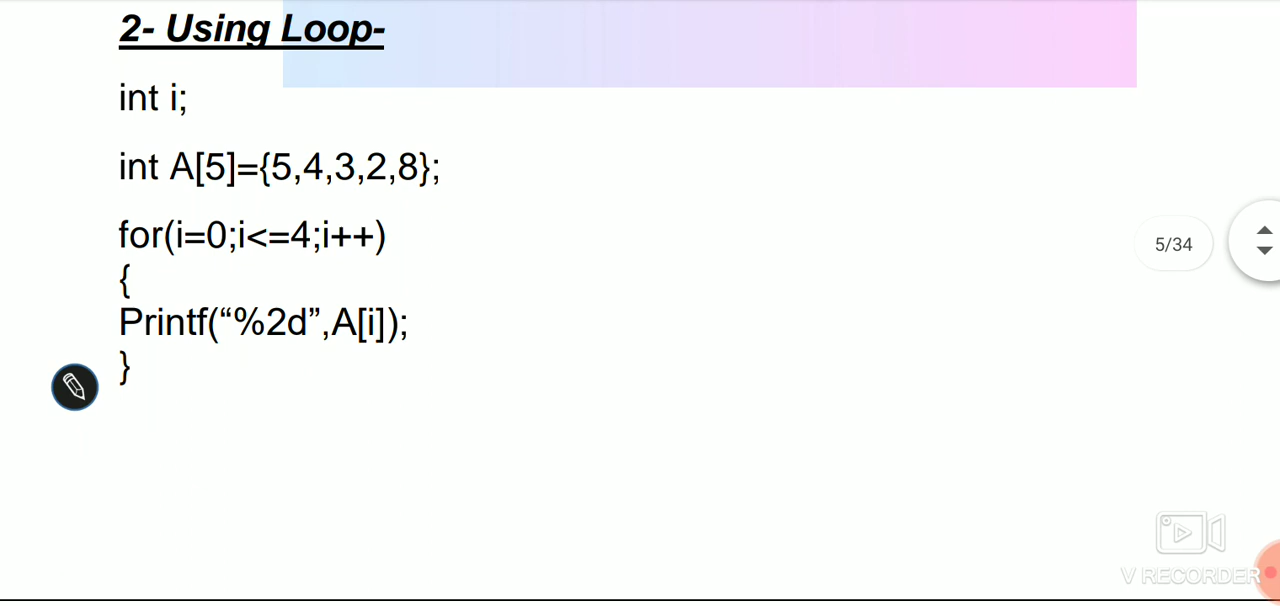 2- Using Loop-
int i;
int A[5]={5,4,3,2,8};
for(i=0;i<=4;i++)
5/34
{
Printf(“%2d”,A[i]);
}
V RECORDER